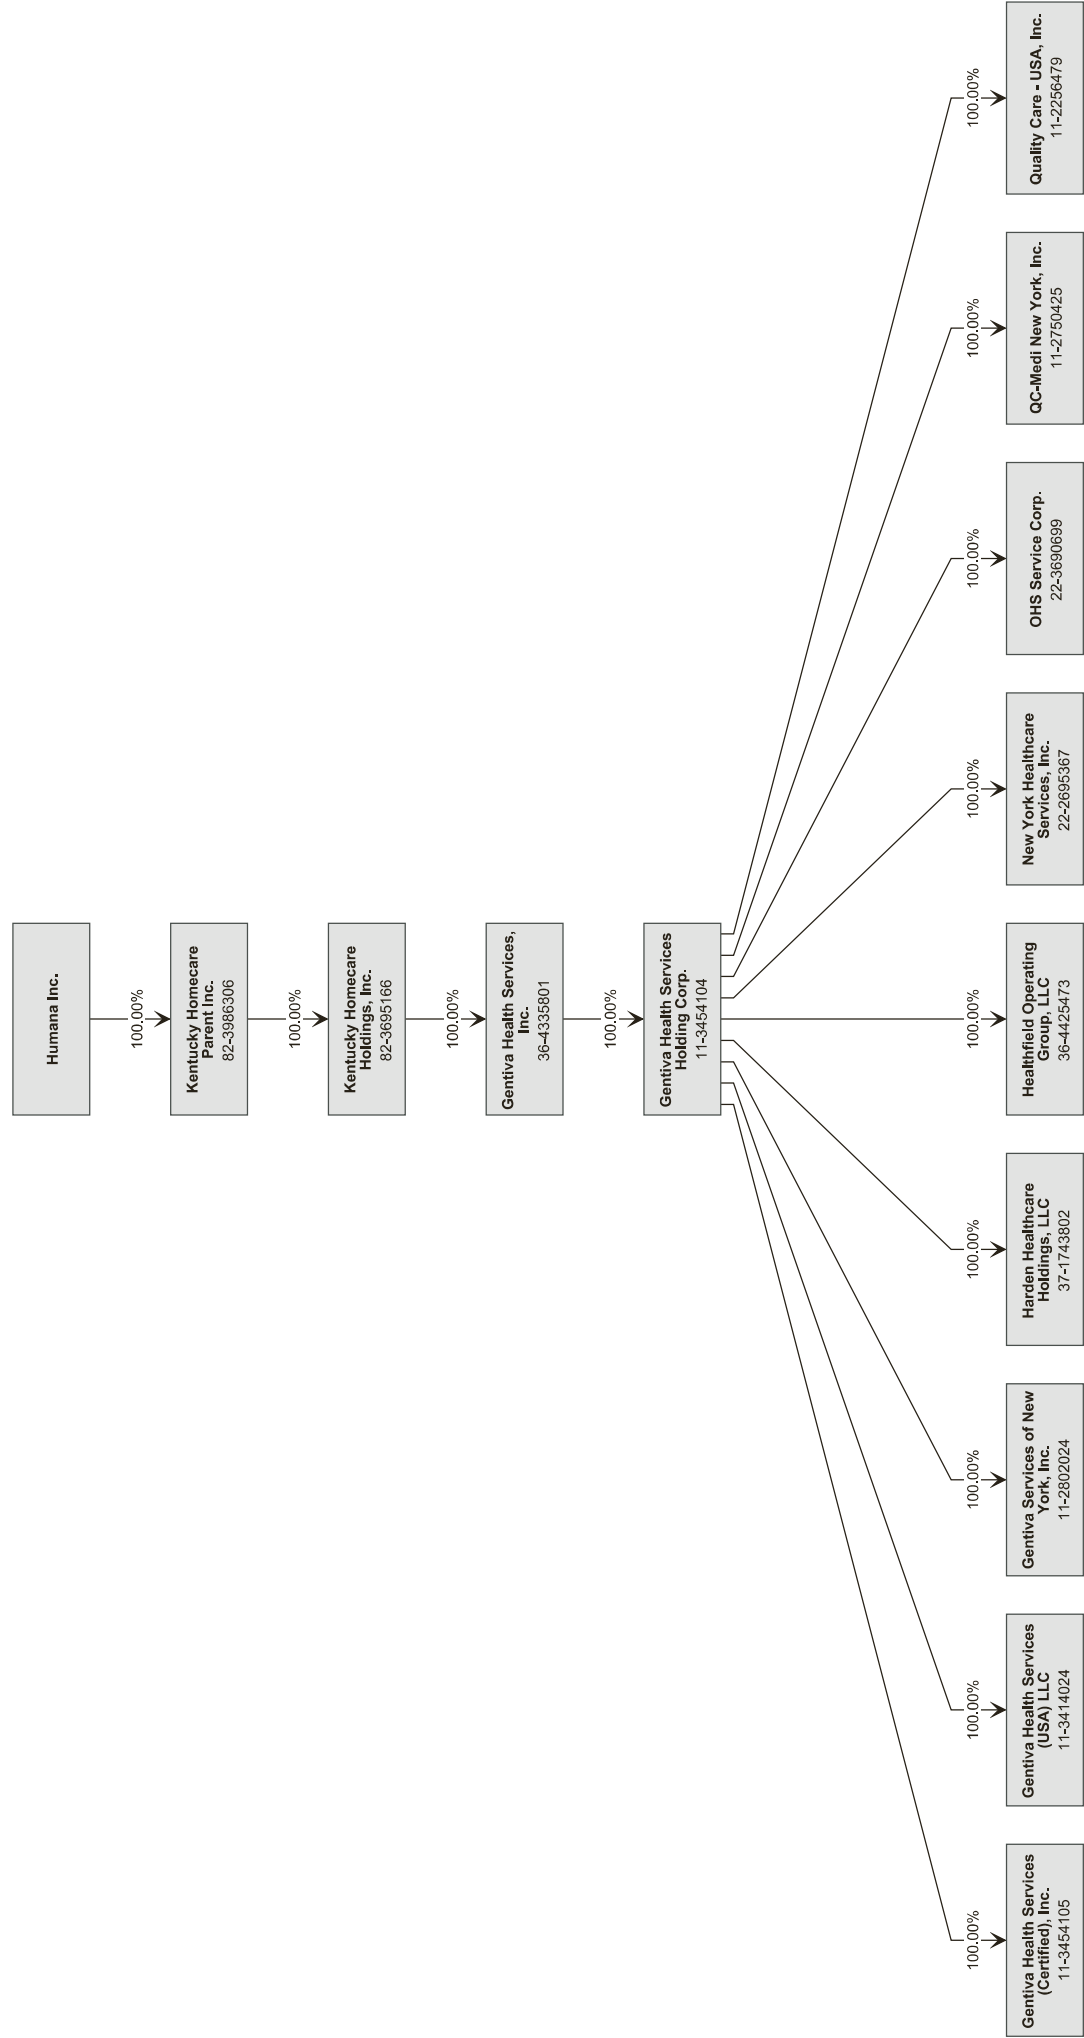 Humana Inc.
100.00%
Kentucky Homecare
Parent Inc.
82-3986306
100.00%
Kentucky Homecare
Holdings, Inc.
82-3695166
100.00%
Gentiva Health Services,
Inc.
36-4335801
100.00%
Gentiva Health Services
Holding Corp.
11-3454104
100.00%
100.00%
100.00%
100.00%
100.00%
100.00%
100.00%
100.00%
100.00%
Gentiva Health Services
(Certified), Inc.
11-3454105
Gentiva Health Services
(USA) LLC
11-3414024
Gentiva Services of New
York, Inc.
11-2802024
Harden Healthcare
Holdings, LLC
37-1743802
Healthfield Operating
Group, LLC
36-4425473
New York Healthcare
Services, Inc.
22-2695367
OHS Service Corp.
22-3690699
QC-Medi New York, Inc.
11-2750425
Quality Care - USA, Inc.
11-2256479